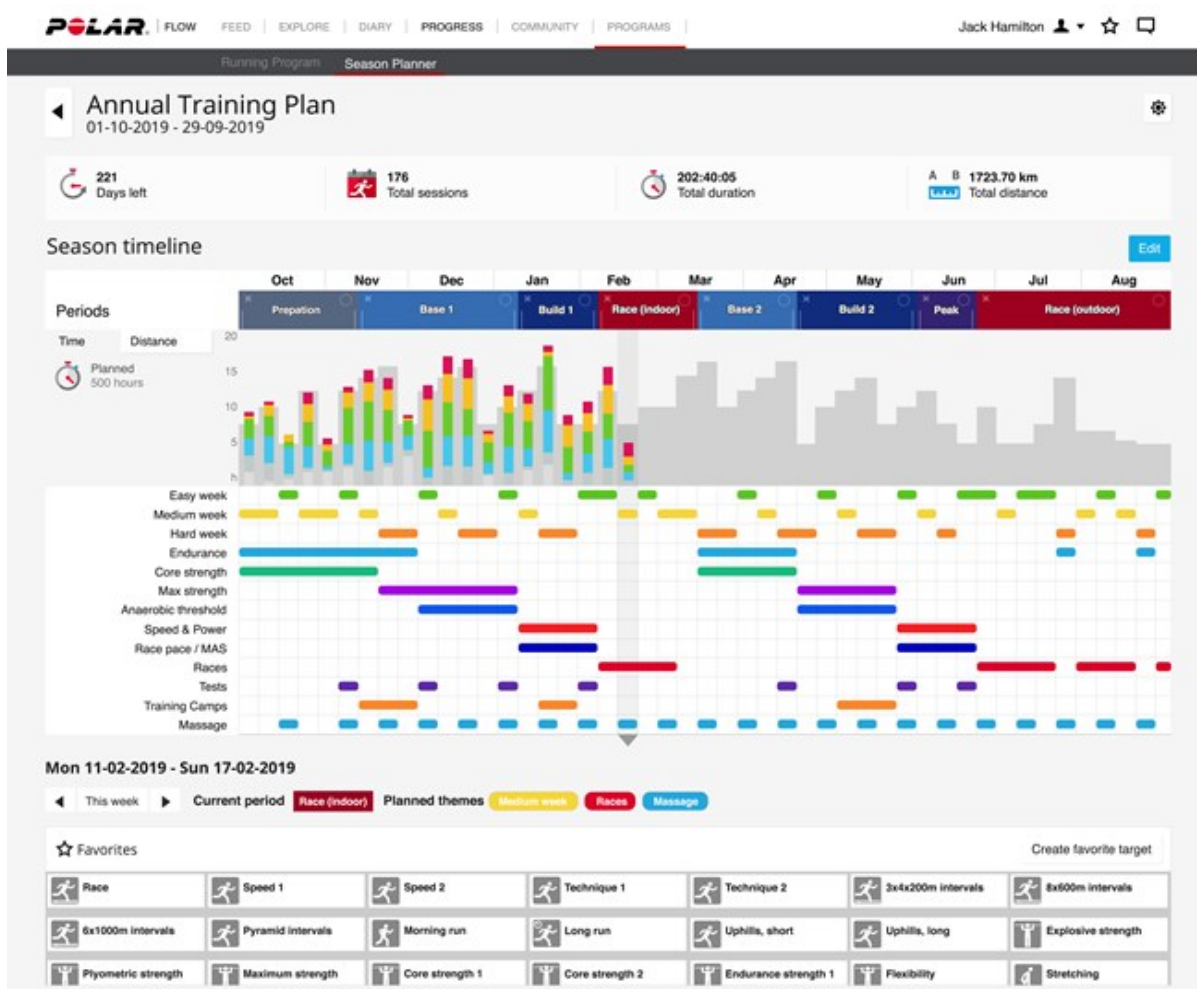 POLAR. FLOW FEED EXPLORE DIARY PROGRESS COMMUNITY PROGRAMS Jack Hamilton
Running Program Season Planner
Annual Training Plan
01-10-2019 - 29-09-2019
221
Days left
176
Total sessions
202:40:05
Total duration
A B 1723.70 km
Total distance
Season timeline
Edit
Oct Nov Dec Jan Feb Mar Apr May Jun Jul Aug
Periods
Prepation Base 1 Build 1 Race (indoor) Base 2 Build 2 Peak Race (outdoor)
Time Distance
Planned
500 hours
20
15
10
5
h
Easy week
Medium week
Hard week
Endurance
Core strength
Max strength
Anaerobic threshold
Speed & Power
Race pace / MAS
Races
Tests
Training Camps
Massage
Mon 11-02-2019 - Sun 17-02-2019
This week Current period Race (indoor) Planned themes Medium week Races Massage
Favorites Create favorite target
Race Speed 1 Speed 2 Technique 1 Technique 2 3x4x200m intervals 8x600m intervals
6x1000m intervals Pyramid intervals Morning run Long run Uphills, short Uphills, long Explosive strength
Plyometric strength Maximum strength Core strength 1 Core strength 2 Endurance strength 1 Flexibility Stretching